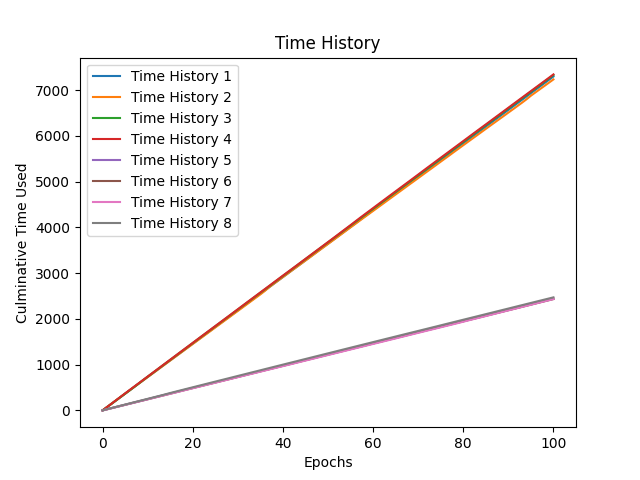 Time History
Time History 1
Time History 2
Time History 3
Time History 4
Time History 5
Time History 6
Time History 7
Time History 8
7000
6000
5000
4000
3000
2000
1000
0
Culminative Time Used
0 20 40 60 80 100
Epochs